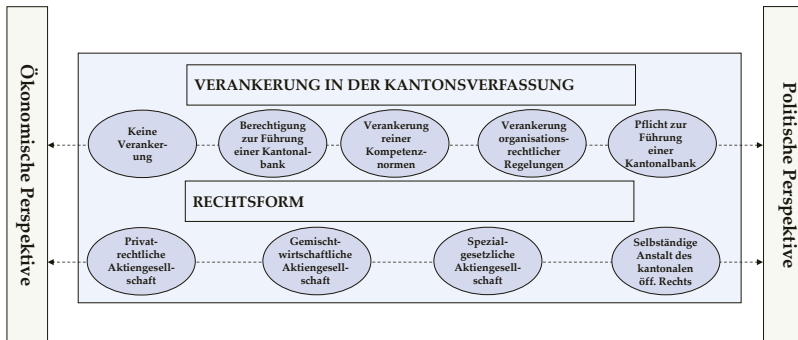 Ökonomische Perspektive
VERANKERUNG IN DER KANTONSVERFASSUNG
Keine
Veranker-
ung
Berechtigung
zur Führung
einer Kantonal-
bank
Verankerung
reiner
Kompetenz-
normen
Verankerung
organisations-
rechtlicher
Regelungen
Pflicht zur
Führung
einer
Kantonalbank
RECHTSFORM
Privat-
rechtliche
Aktiengesell-
schaft
Gemischt-
wirtschaftliche
Aktiengesell-
schaft
Spezial-
gesetzliche
Aktiengesell-
schaft
Selbständige
Anstalt des
kantonalen
öff. Rechts
Politische Perspektive